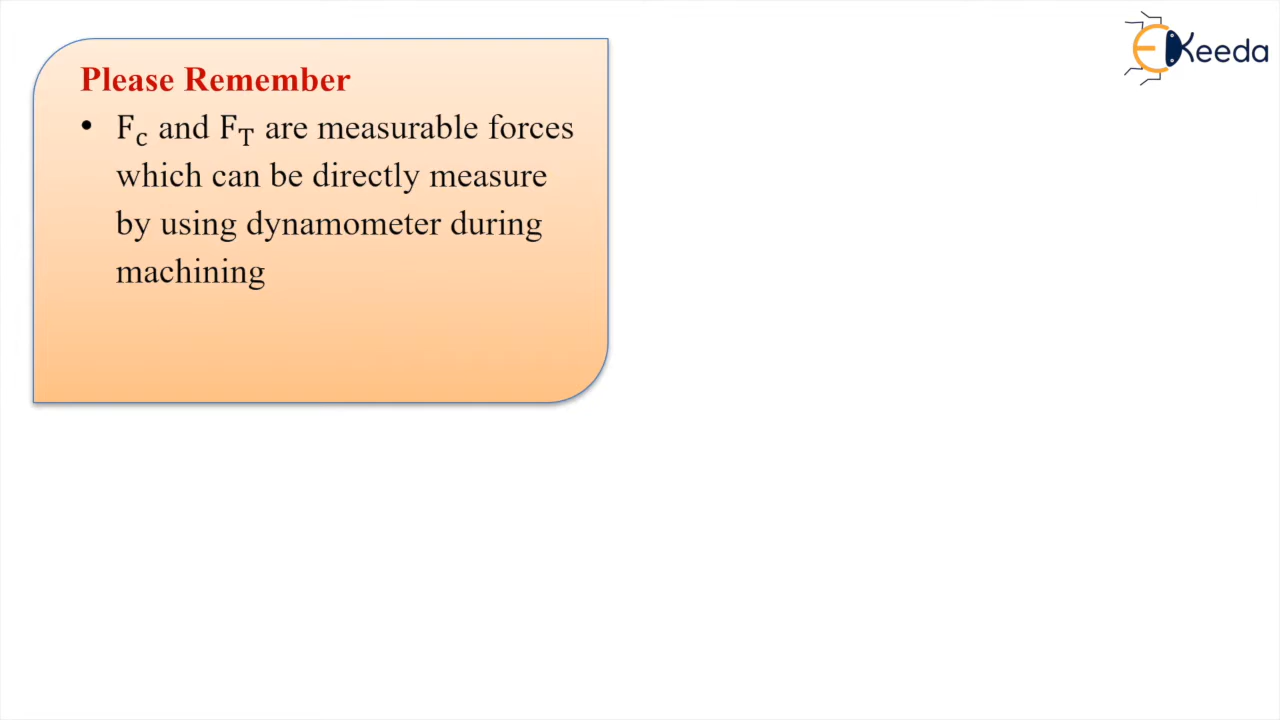 Please Remember
• F_c and F_T are measurable forces
which can be directly measure
by using dynamometer during
machining
EKeeda